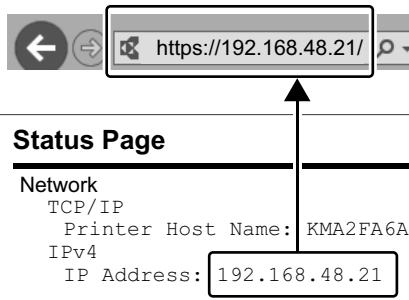 https://192.168.48.21/
Status Page
Network
TCP/IP
Printer Host Name: KMA2FA6A
IPv4
IP Address: 192.168.48.21